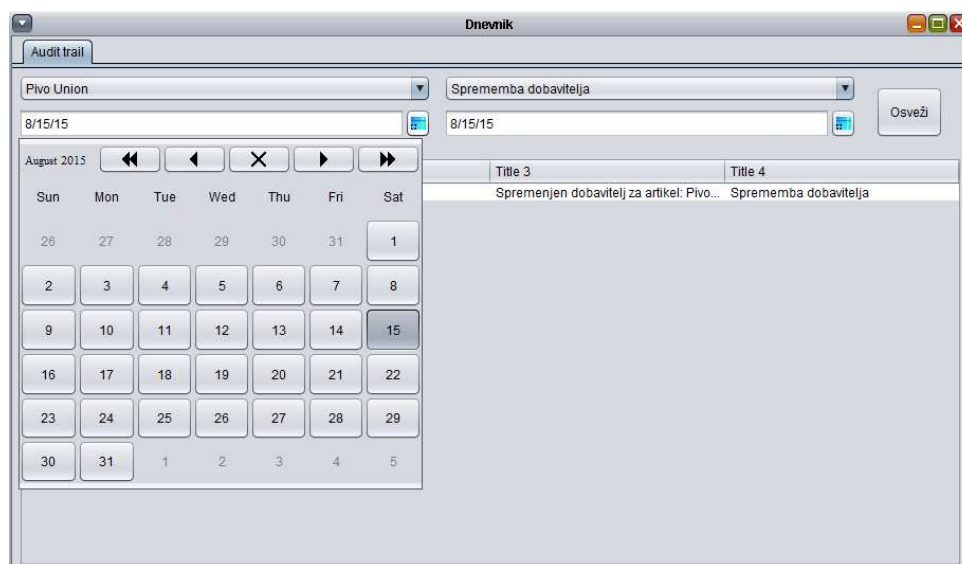 Dnevnik
Audit trail
Pivo Union Sprememba dobavitelja
Osveži
8/15/15 8/15/15
August 2015
Title 3 Title 4
Spremenjen dobavitelj za artikel: Pivo... Sprememba dobavitelja
Sun Mon Tue Wed Thu Fri Sat
26 27 28 29 30 31 1
2 3 4 5 6 7 8
9 10 11 12 13 14 15
16 17 18 19 20 21 22
23 24 25 26 27 28 29
30 31 1 2 3 4 5